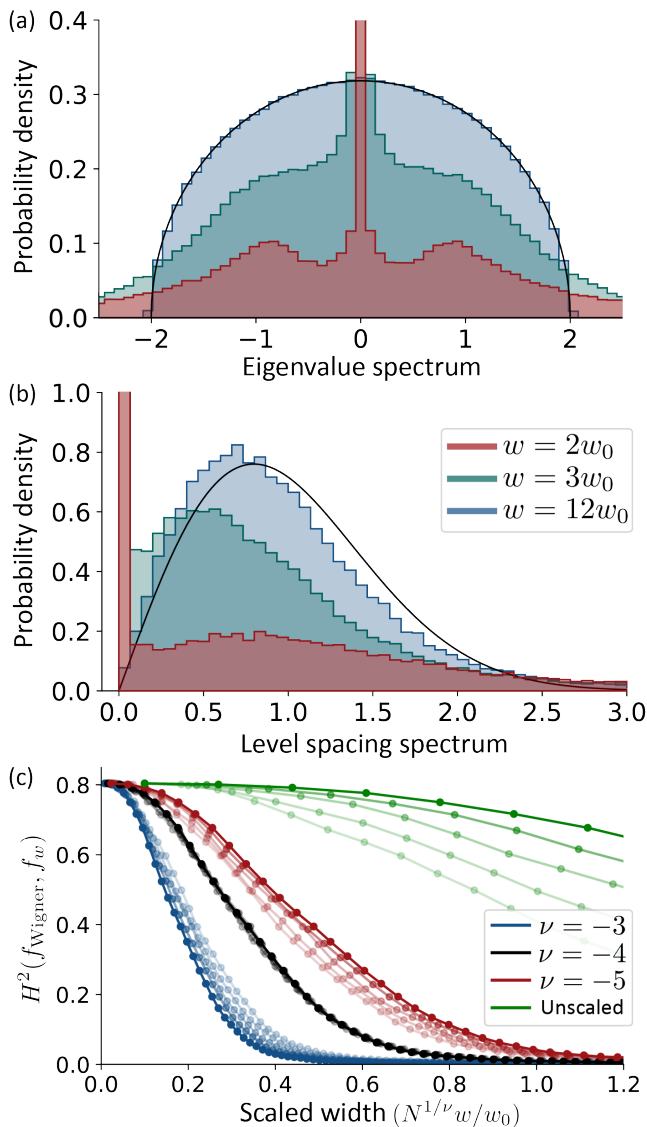 (a)
Probability density
0.4
0.3
0.2
0.1
0.0
−2
−1
0
1
2
Eigenvalue spectrum
(b)
Probability density
1.0
0.8
0.6
0.4
0.2
0.0
w = 2w₀
w = 3w₀
w = 12w₀
0.0
0.5
1.0
1.5
2.0
2.5
3.0
Level spacing spectrum
(c)
H²(f_Wigner, f_w)
0.8
0.6
0.4
0.2
0.0
ν = −3
ν = −4
ν = −5
Unscaled
0.0
0.2
0.4
0.6
0.8
1.0
1.2
Scaled width (N^{1/ν}w/w₀)